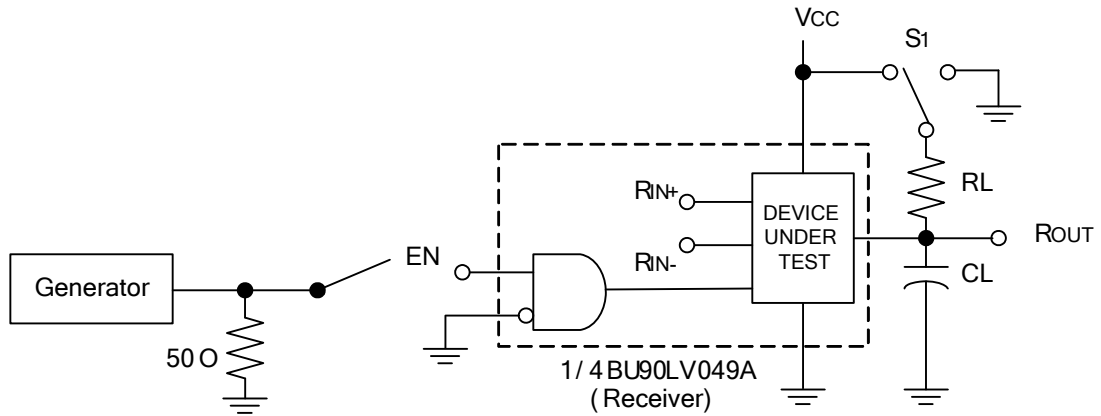 VCC
S1
RIN+
RL
DEVICE
UNDER
TEST
ROUT
EN
RIN-
CL
Generator
50 O
1/4 BU90LV049A
(Receiver)